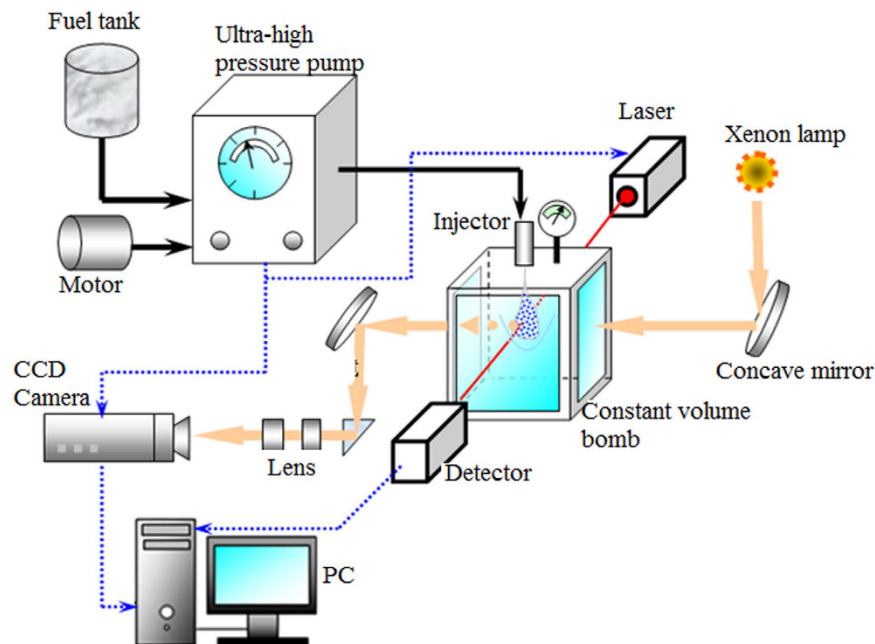 Fuel tank
Ultra-high
pressure pump
Laser
Xenon lamp
Injector
Motor
CCD
Camera
Concave mirror
Constant volume
bomb
Lens
Detector
PC